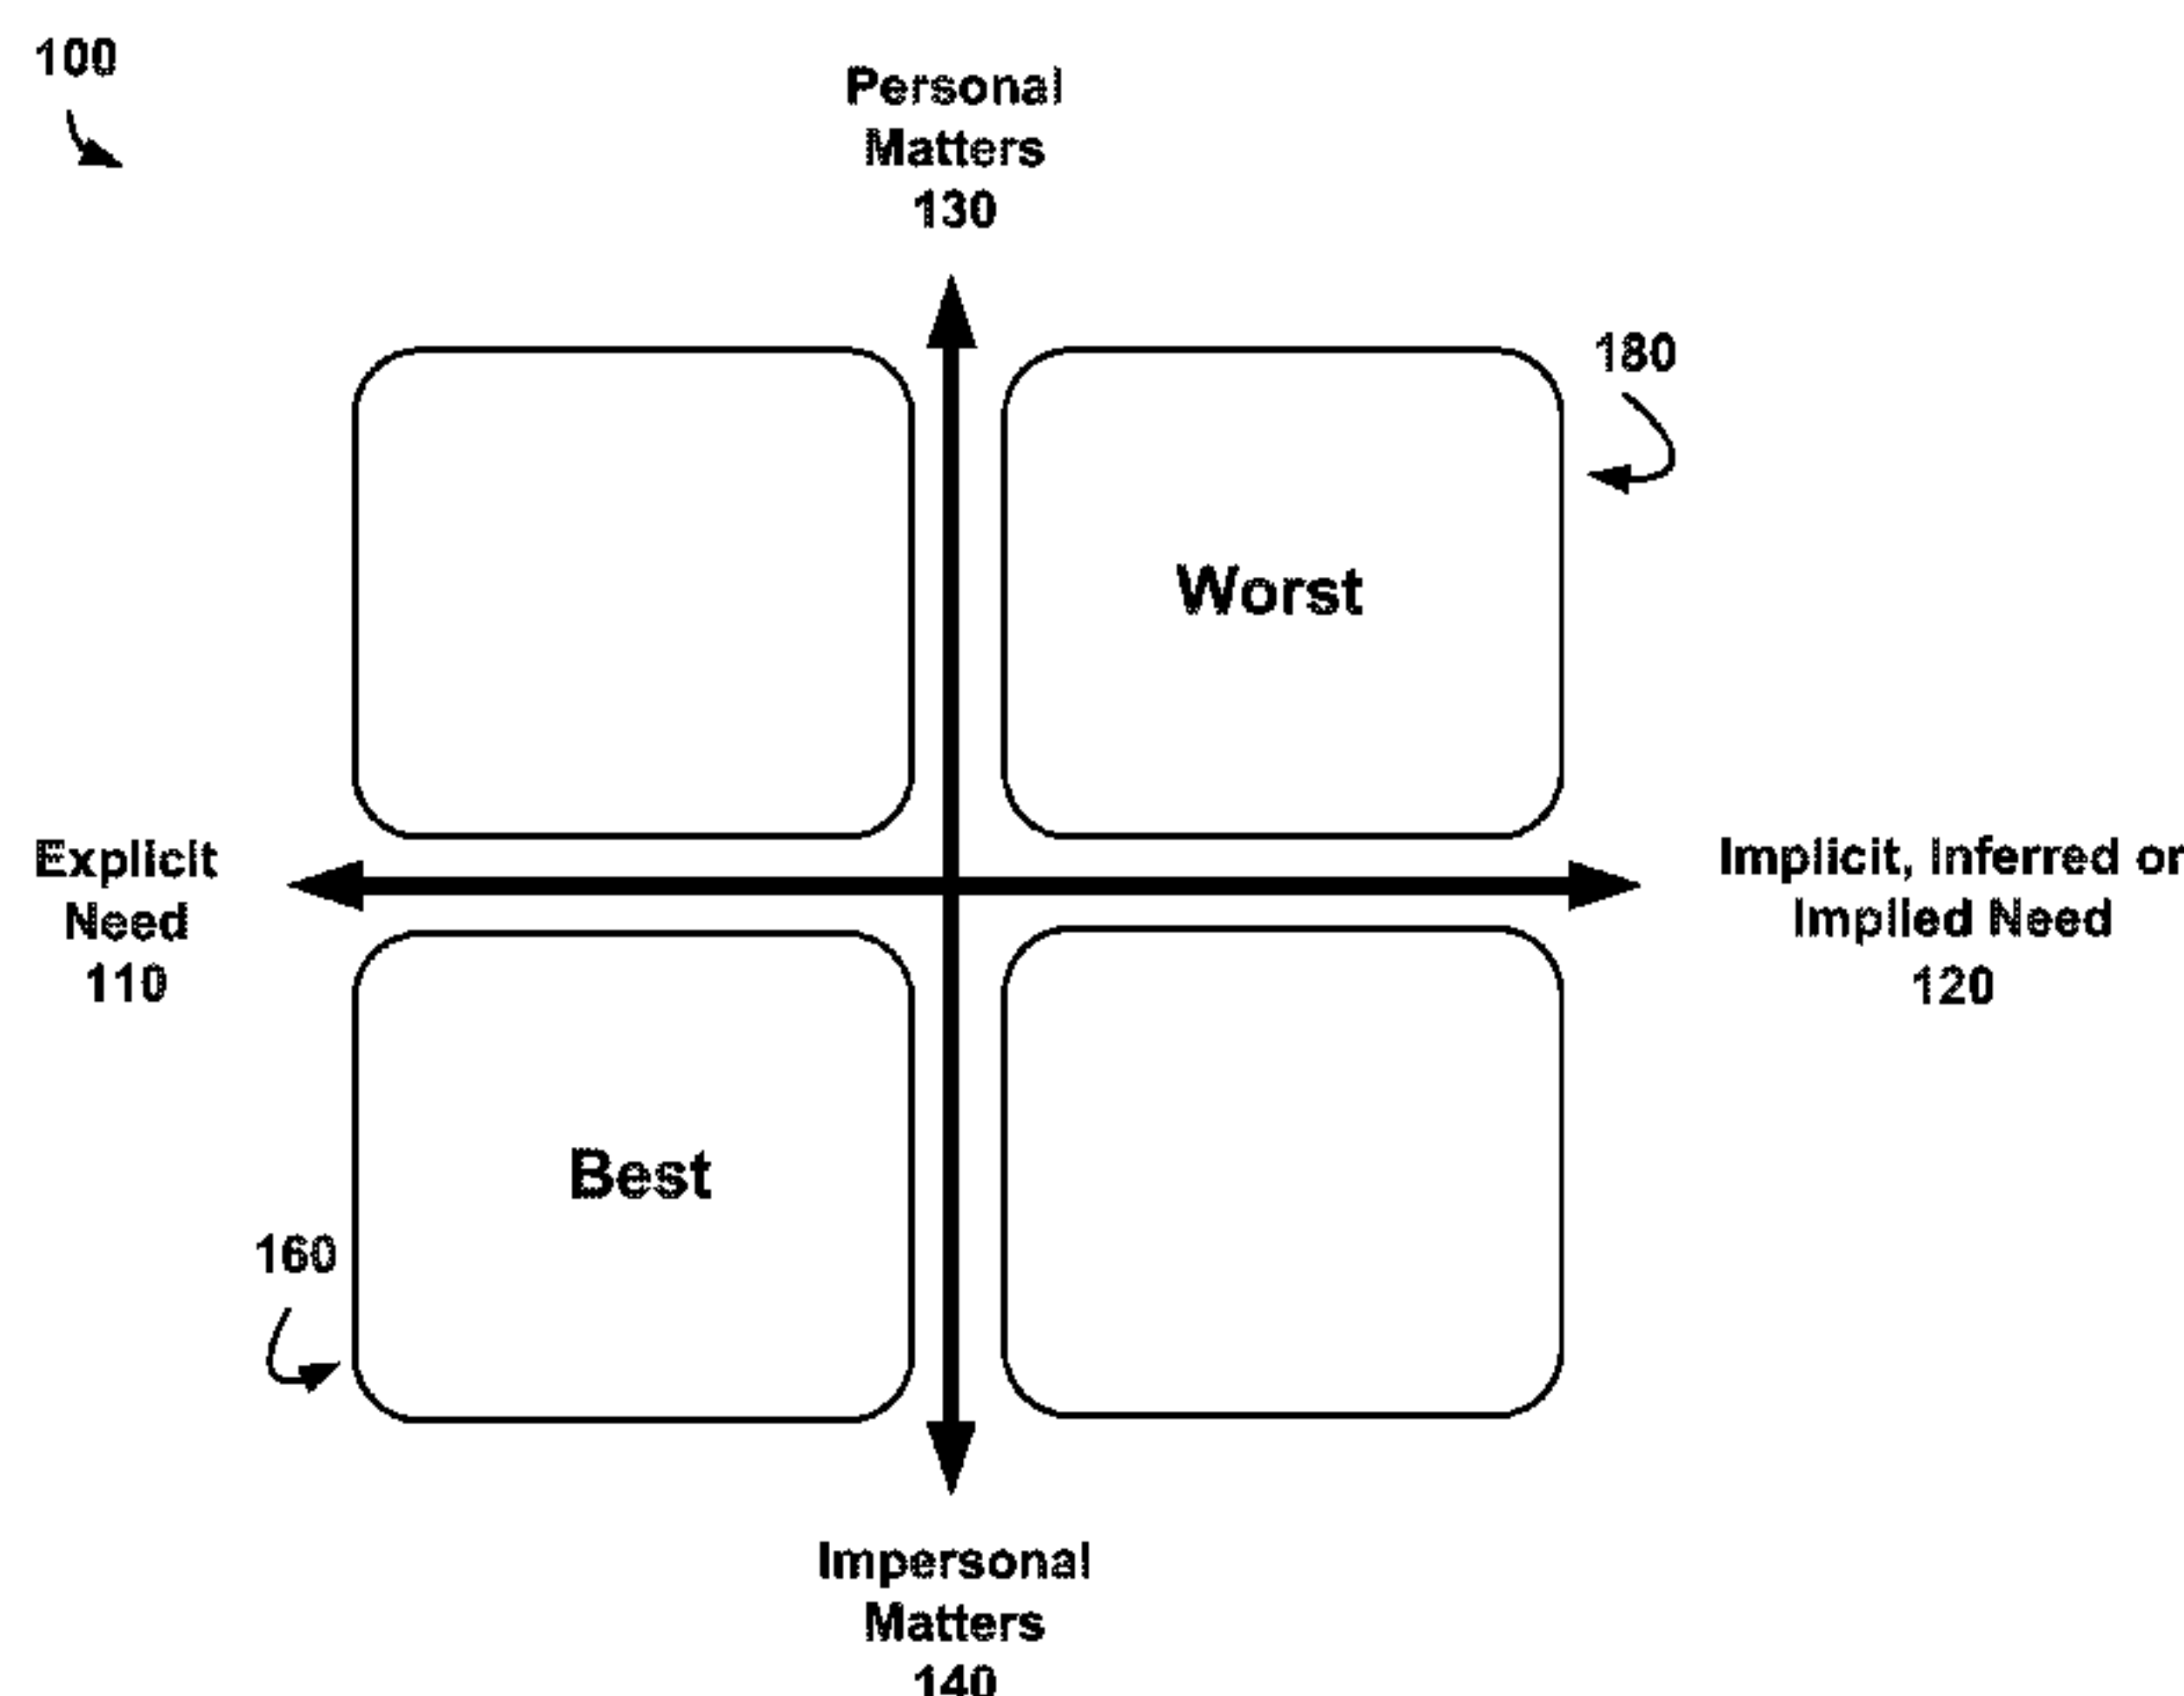 100
Personal
Matters
130
180
Worst
Explicit
Need
110
Implicit, Inferred or
Implied Need
120
Best
160
Impersonal
Matters
140